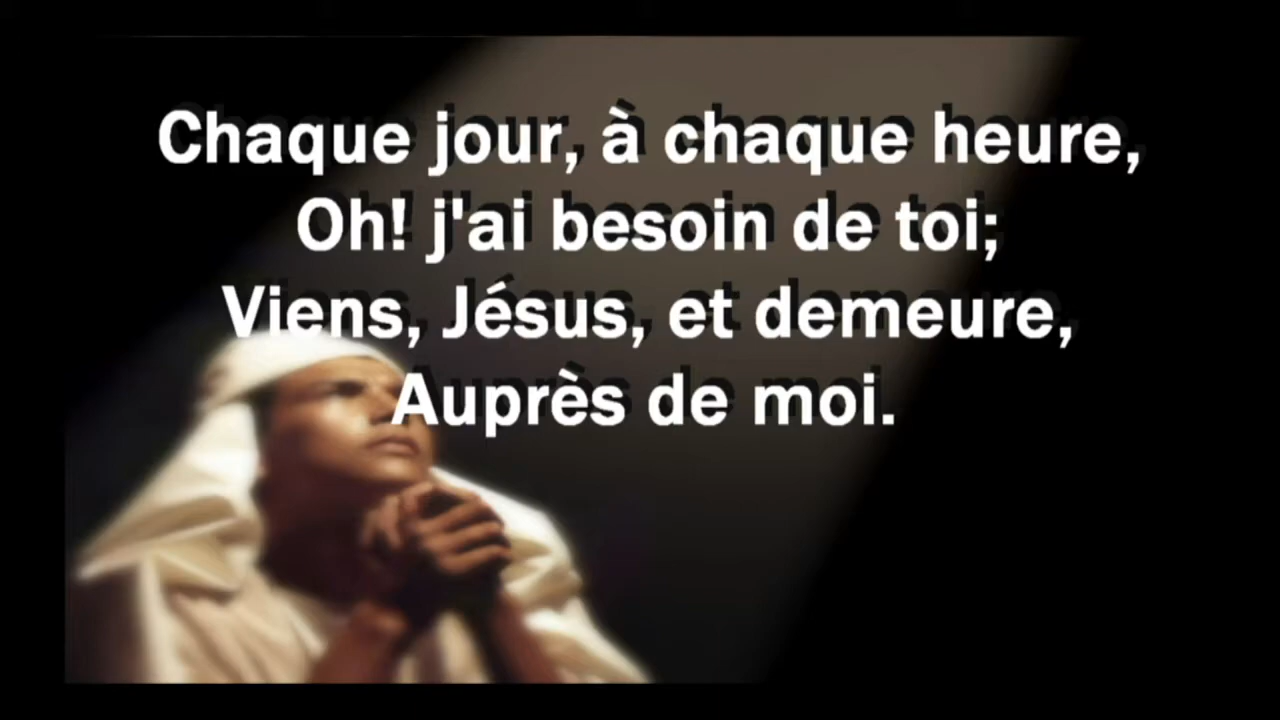 Chaque jour, à chaque heure,
Oh! j'ai besoin de toi;
Viens, Jésus, et demeure,
Auprès de moi.